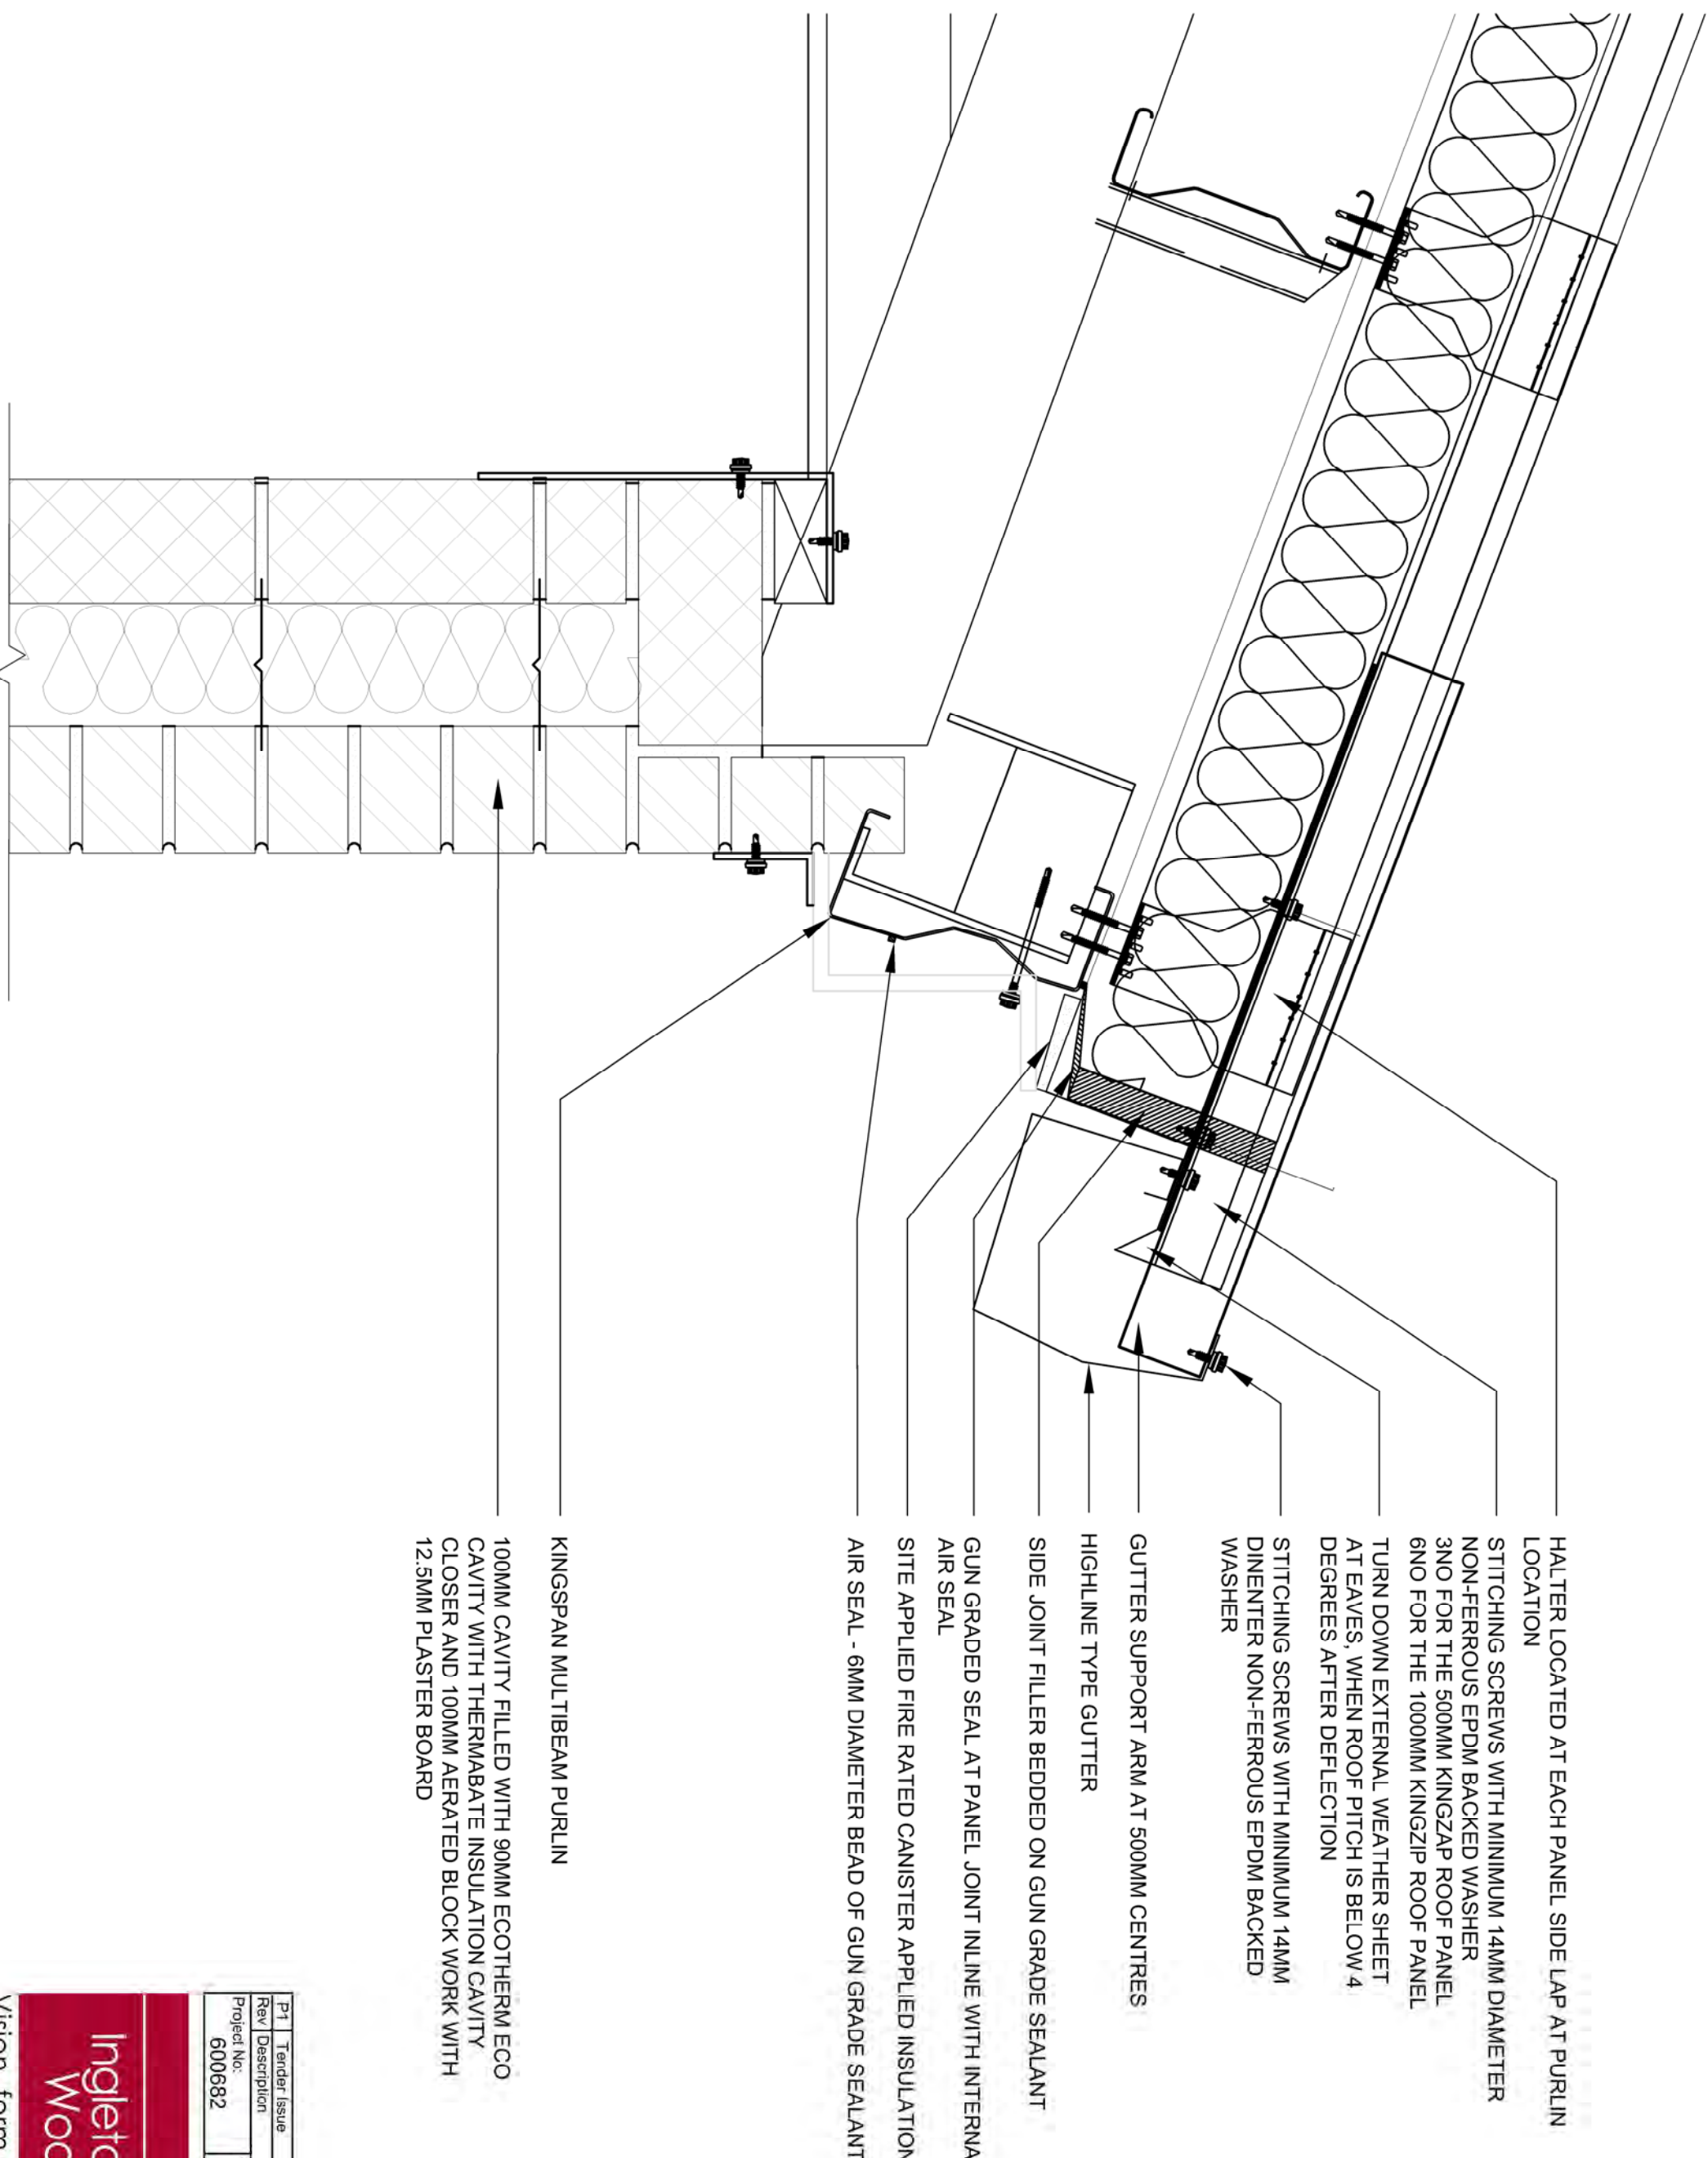 HALTER LOCATED AT EACH PANEL SIDE LAP AT PURLIN
LOCATION
STITCHING SCREWS WITH MINIMUM 14MM DIAMETER
NON-FERROUS EPDM BACKED WASHER
3NO FOR THE 500MM KINGZAP ROOF PANEL
6NO FOR THE 1000MM KINGZIP ROOF PANEL
TURN DOWN EXTERNAL WEATHER SHEET
AT EAVES, WHEN ROOF PITCH IS BELOW 4
DEGREES AFTER DEFLECTION
STITCHING SCREWS WITH MINIMUM 14MM
DINENTER NON-FERROUS EPDM BACKED
WASHER
GUTTER SUPPORT ARM AT 500MM CENTRES
HIGHLINE TYPE GUTTER
SIDE JOINT FILLER BEDDED ON GUN GRADE SEALANT
GUN GRADED SEAL AT PANEL JOINT INLINE WITH INTERNA
AIR SEAL
SITE APPLIED FIRE RATED CANISTER APPLIED INSULATION
AIR SEAL - 6MM DIAMETER BEAD OF GUN GRADE SEALANT
KINGSPAN MULTIBEAM PURLIN
100MM CAVITY FILLED WITH 90MM ECOTHERM ECO
CAVITY WITH THERMABATE INSULATION CAVITY
CLOSER AND 100MM AERATED BLOCK WORK WITH
12.5MM PLASTER BOARD
P1 Tender Issue
Rev Description
Project No:
600682
Ingleto
Woo
Vision, form